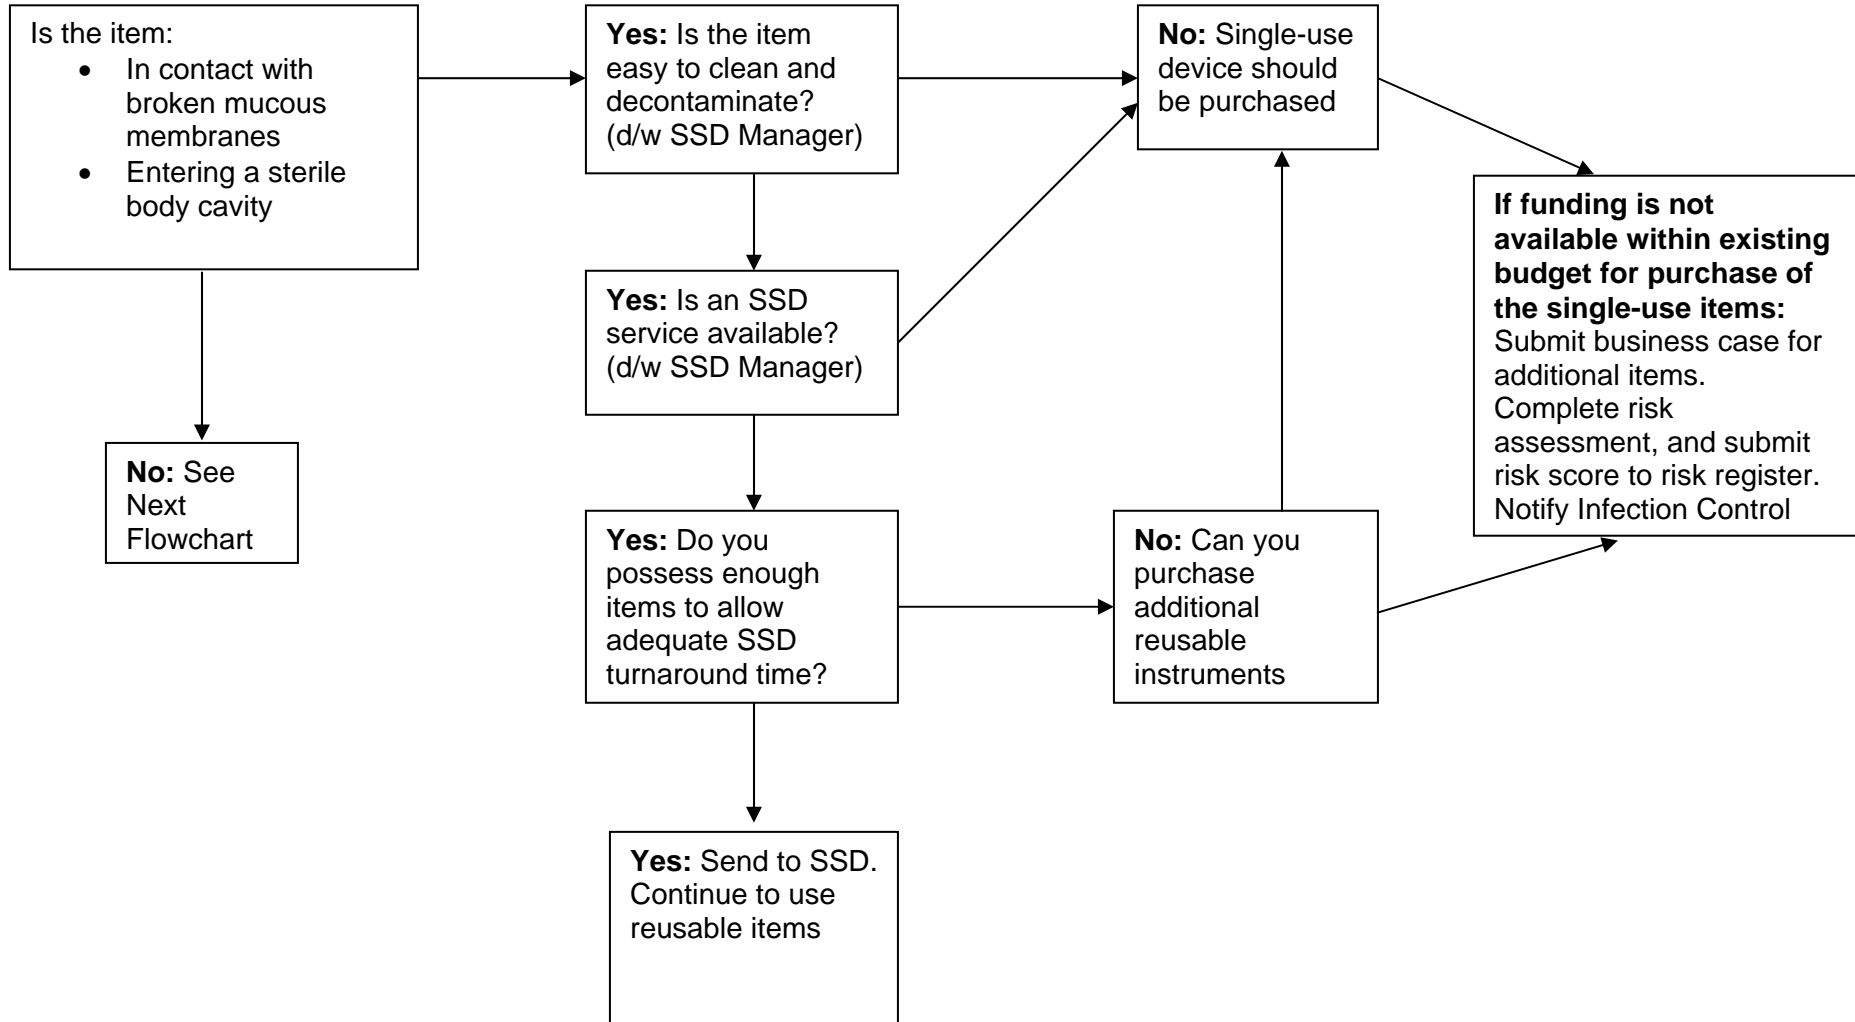 Is the item:
• In contact with
broken mucous
membranes
• Entering a sterile
body cavity
Yes: Is the item
easy to clean and
decontaminate?
(d/w SSD Manager)
No: Single-use
device should
be purchased
If funding is not
available within existing
budget for purchase of
the single-use items:
Submit business case for
additional items.
Complete risk
assessment, and submit
risk score to risk register.
Notify Infection Control
Yes: Is an SSD
service available?
(d/w SSD Manager)
No: See
Next
Flowchart
Yes: Do you
possess enough
items to allow
adequate SSD
turnaround time?
No: Can you
purchase
additional
reusable
instruments
Yes: Send to SSD.
Continue to use
reusable items